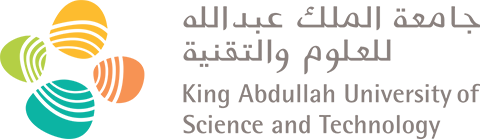 جامعة الملك عبدالله
للعلوم والتقنية
King Abdullah University of
Science and Technology